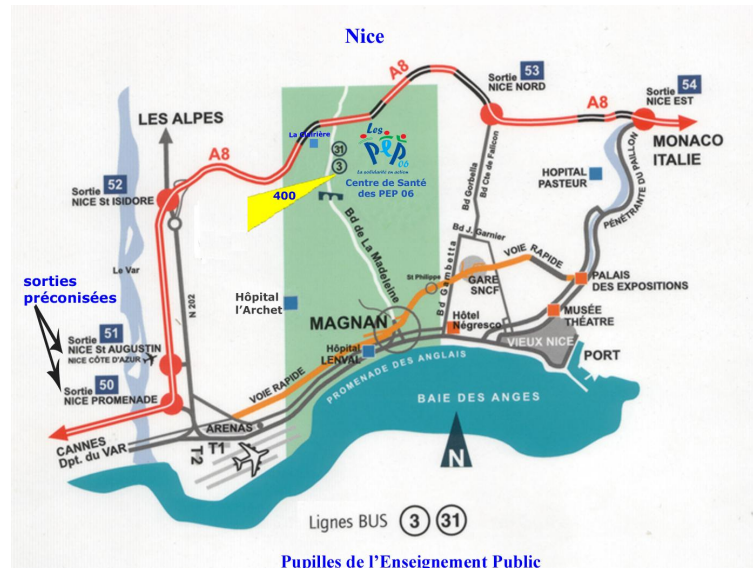 Nice
A8
Sortie 53
NICE NORD
Sortie 54
NICE EST
A8
MONACO
ITALIE
LES ALPES
A8
La Clairière
31
3
Les
PEP 06
La solidarité en action
Centre de Santé
des PEP 06
400
HOPITAL
PASTEUR
PÉNÉTRANTE DU PAILLON
Bd Gorbella
Bd Cte de Falicon
Sortie 52
NICE St ISIDORE
Bd de La Madeleine
Bd J. Garnier
VOIE RAPIDE
Le Var
sorties
préconisées
N 202
St Philippe
Bd Gambetta
GARE
SNCF
PALAIS
DES EXPOSITIONS
Hôpital
l'Archet
MAGNAN
Hôtel
Négresco
MUSÉE
THÉATRE
VIEUX NICE
PORT
Sortie 51
NICE St AUGUSTIN
NICE CÔTE D'AZUR
Hôpital
LENVAL
Sortie 50
NICE PROMENADE
VOIE RAPIDE
PROMENADE DES ANGLAIS
BAIE DES ANGES
ARENAS
CANNES
Dpt. du VAR
T2
T1
N
Lignes BUS 3 31
Pupilles de l'Enseignement Public